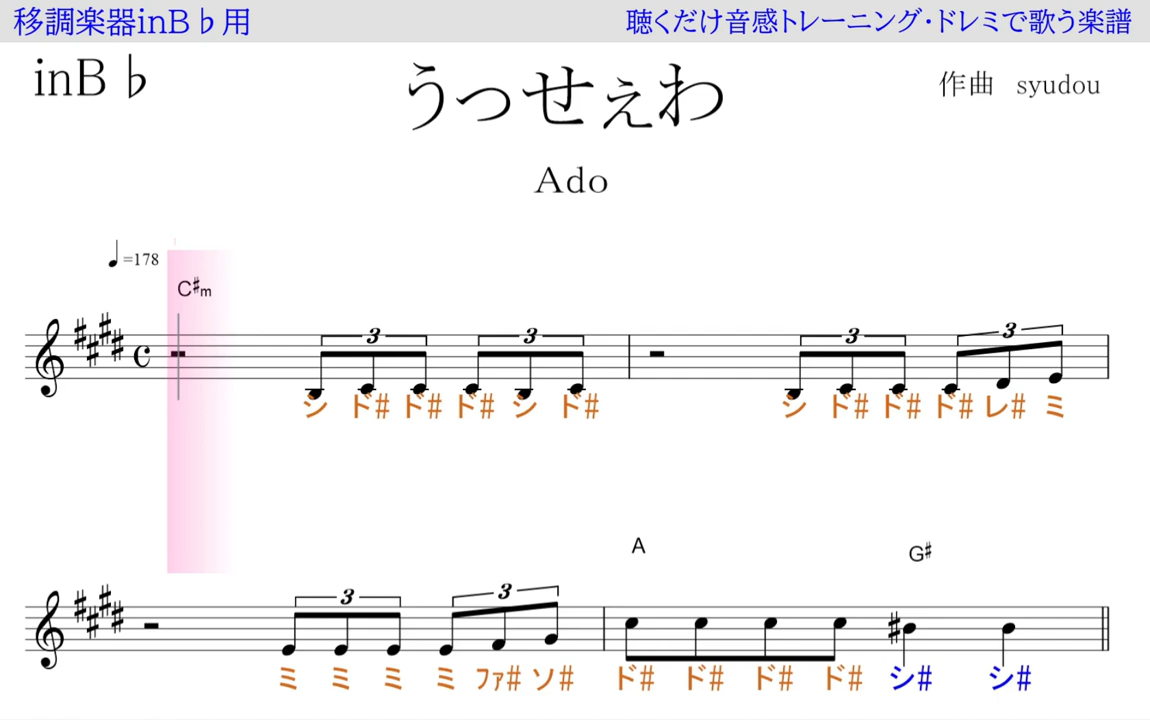 移調楽器inB♭用
聴くだけ音感トレーニング・ドレミで歌う楽譜
inB♭
うっせぇわ
作曲 syudou
Ado
♩=178
C♯m
3 3 3 3
シ ド# ド# ド# シ ド# シ ド# ド# ド# レ# ミ
A G♯
3 3
ミ ミ ミ ミ ファ# ソ# ド# ド# ド# ド# シ# シ#